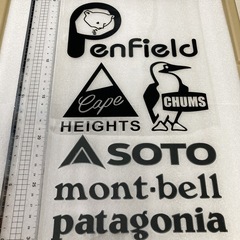 Penfield
Cape
HEIGHTS
CHUMS
SOTO
mont-bell
patagonia